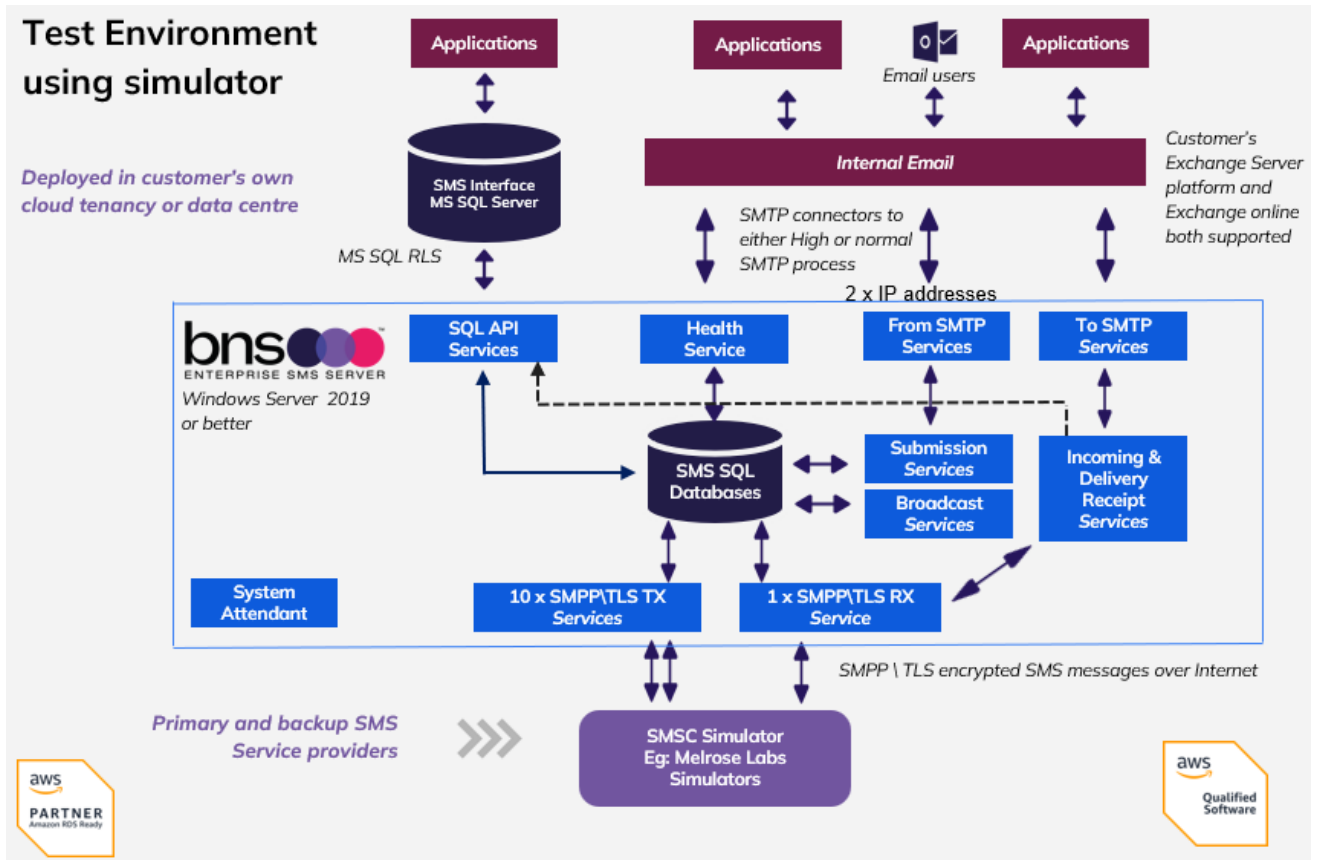 Test Environment
using simulator
Applications
Applications
Email users
Applications
Deployed in customer's own
cloud tenancy or data centre
SMS Interface
MS SQL Server
Internal Email
Customer's
Exchange Server
platform and
Exchange online
both supported
MS SQL RLS
SMTP connectors to
either High or normal
SMTP process
2 x IP addresses
bns
™
ENTERPRISE SMS SERVER
Windows Server 2019
or better
SQL API
Services
Health
Service
From SMTP
Services
To SMTP
Services
SMS SQL
Databases
Submission
Services
Broadcast
Services
Incoming &
Delivery
Receipt
Services
System
Attendant
10 x SMPP\TLS TX
Services
1 x SMPP\TLS RX
Service
SMPP \ TLS encrypted SMS messages over Internet
Primary and backup SMS
Service providers
SMSC Simulator
Eg: Melrose Labs
Simulators
aws
PARTNER
Amazon RDS Ready
aws
Qualified
Software